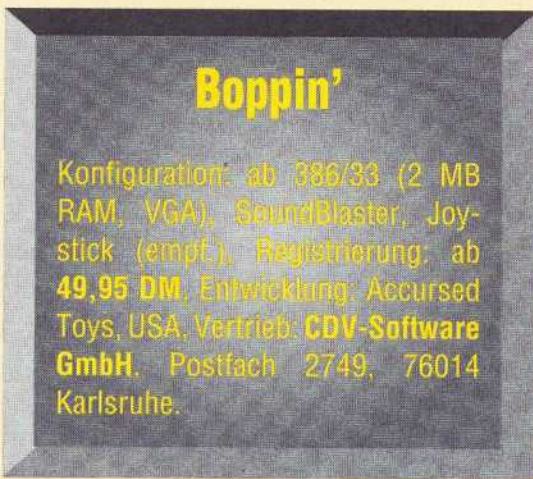 Boppin'
Konfiguration: ab 386/33 (2 MB
RAM, VGA), SoundBlaster, Joy-
stick (empf.), Registrierung: ab
49,95 DM, Entwicklung: Accursed
Toys, USA, Vertrieb: CDV-Software
GmbH, Postfach 2749, 76014
Karlsruhe.